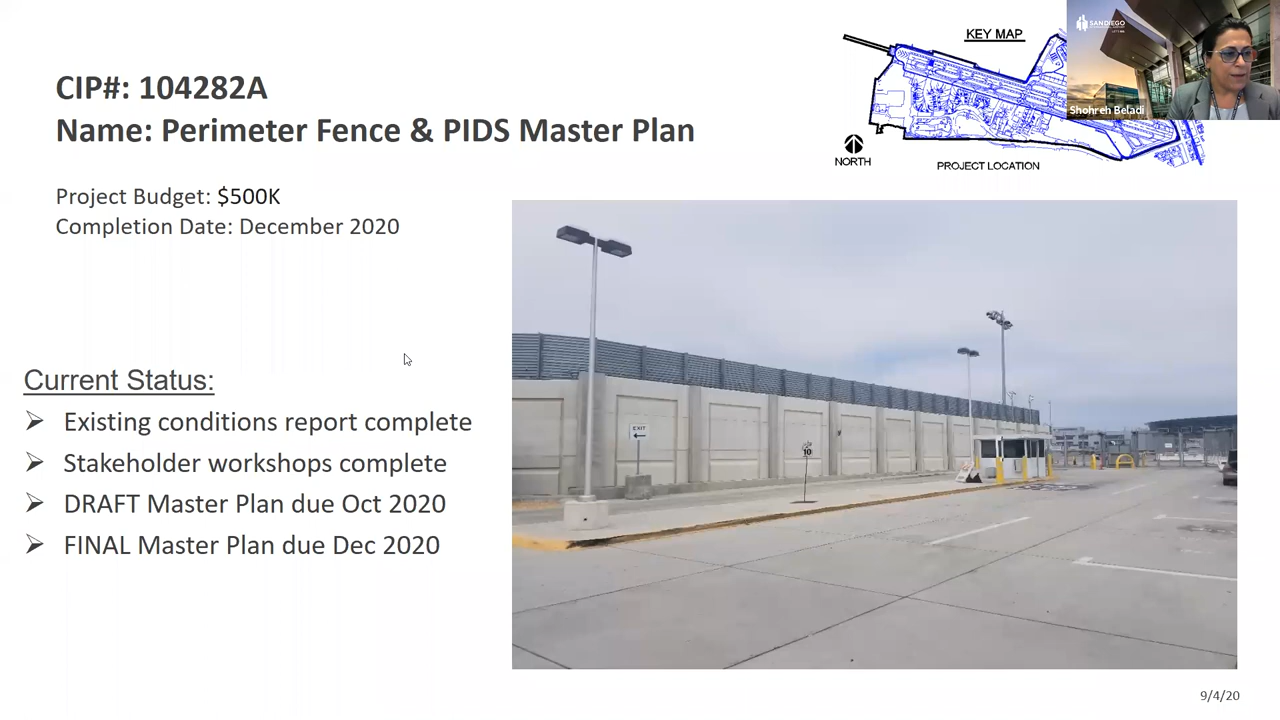 CIP#: 104282A
Name: Perimeter Fence & PIDS Master Plan
Project Budget: $500K
Completion Date: December 2020
Current Status:
Existing conditions report complete
Stakeholder workshops complete
DRAFT Master Plan due Oct 2020
FINAL Master Plan due Dec 2020
KEY MAP
NORTH
PROJECT LOCATION
SAN DIEGO
Shohreh Beladi
EXIT
10
9/4/20